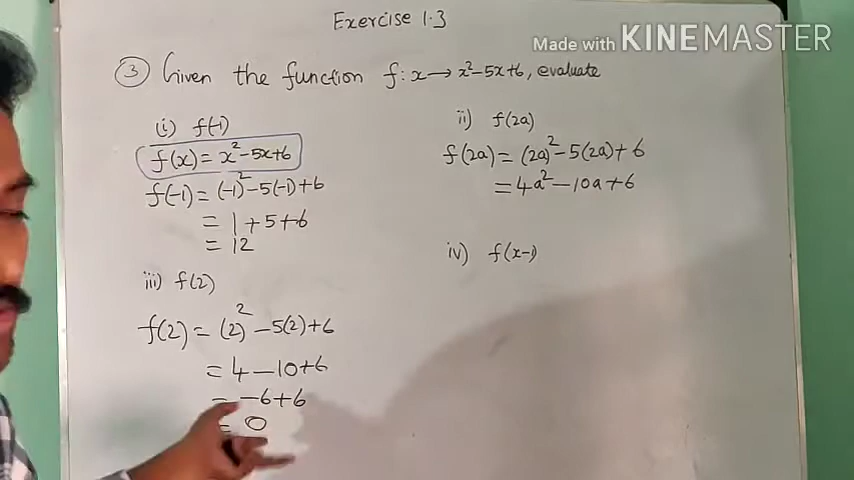 Exercise 1.3
Made with KINEMASTER
③ Given the function f: x → x² - 5x + 6, evaluate
(i) f(-1)
f(x) = x² - 5x + 6
f(-1) = (-1)² - 5(-1) + 6
= 1 + 5 + 6
= 12
ii) f(2a)
f(2a) = (2a)² - 5(2a) + 6
= 4a² - 10a + 6
iii) f(2)
f(2) = (2)² - 5(2) + 6
= 4 - 10 + 6
= -6 + 6
= 0
iv) f(x-1)